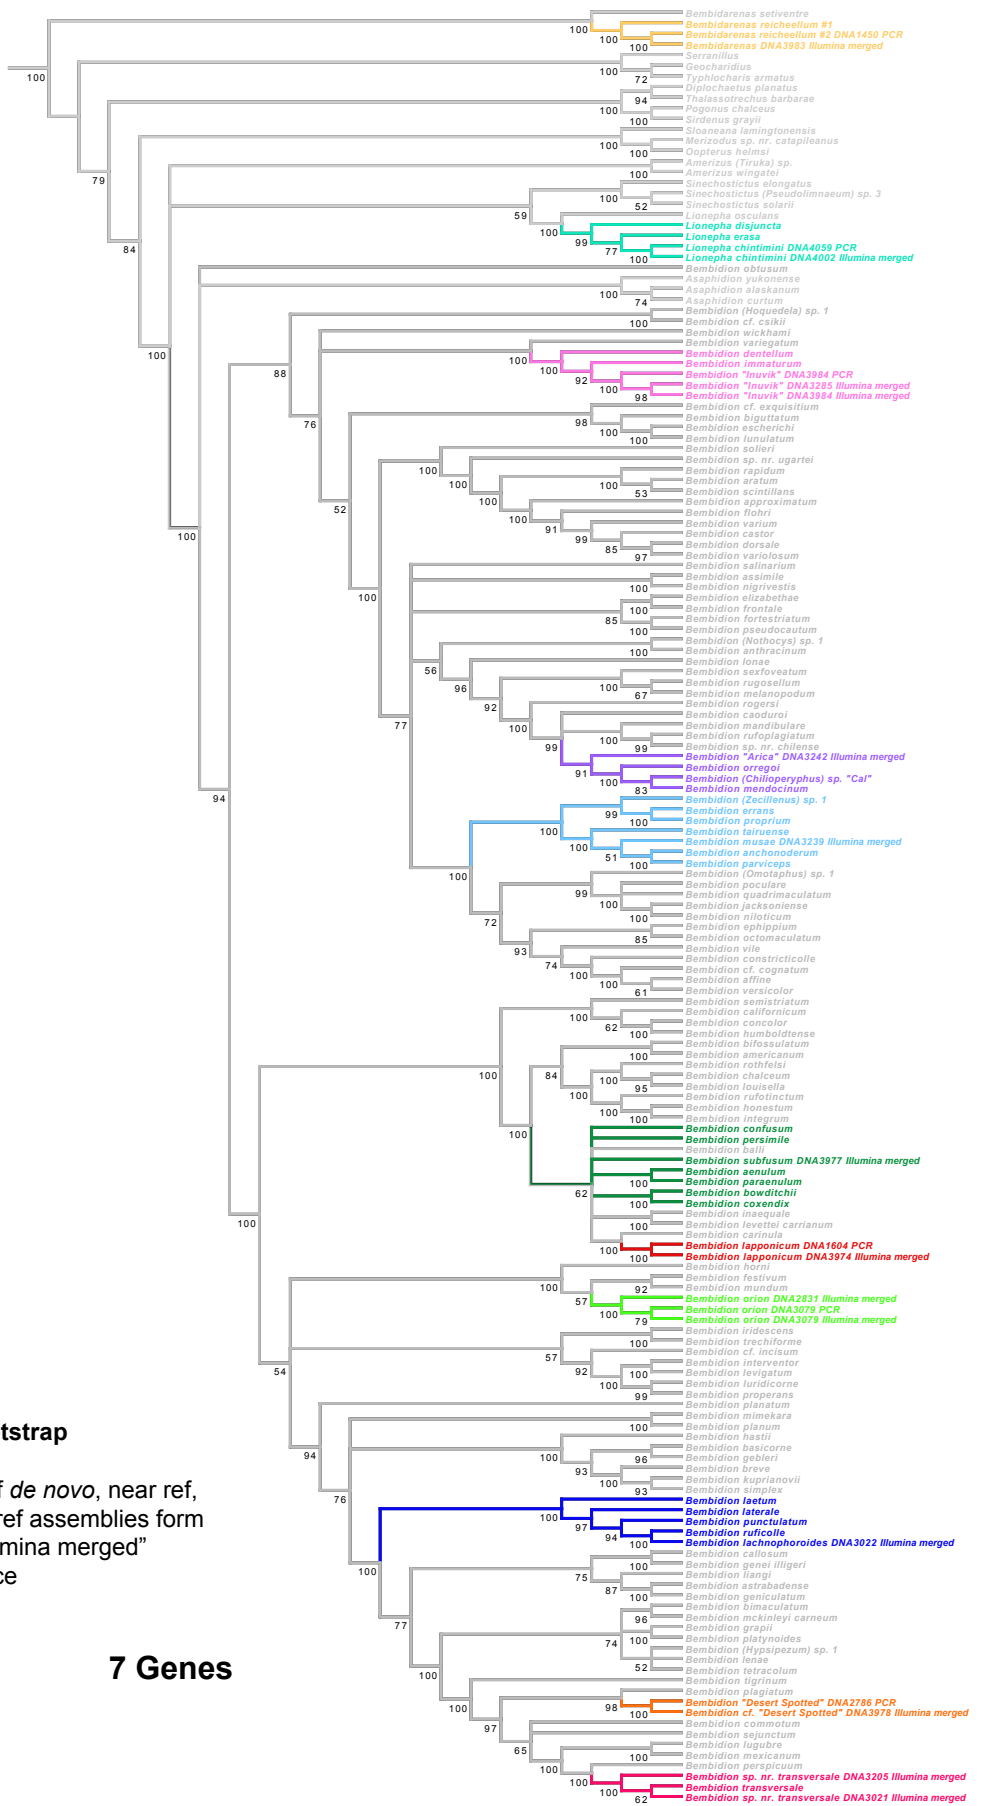 Bembidarenas setiventre
Bembidarenas reicheellum #1
Bembidarenas reicheellum #2 DNA1450 PCR
Bembidarenas DNA3983 Illumina merged
Serranillus
Geocharidius
Typhlocharis armatus
Diplochaetus planatus
Thalassotrechus barbarae
Pogonus chalceus
Sirdenus grayii
Sloaneana lamingtonensis
Merizodus sp. nr. catapileanus
Oopterus helmsi
Amerizus (Tiruka) sp.
Amerizus wingatei
Sinechostictus elongatus
Sinechostictus (Pseudolimnaeum) sp. 3
Sinechostictus solarii
Lionepha osculans
Lionepha disjuncta
Lionepha erasa
Lionepha chintimini DNA4059 PCR
Lionepha chintimini DNA4002 Illumina merged
Bembidion obtusum
Asaphidion yukonense
Asaphidion alaskanum
Asaphidion curtum
Bembidion (Hoquedela) sp. 1
Bembidion cf. csikii
Bembidion wickhami
Bembidion variegatum
Bembidion dentellum
Bembidion immaturum
Bembidion "Inuvik" DNA3984 PCR
Bembidion "Inuvik" DNA3285 Illumina merged
Bembidion "Inuvik" DNA3984 Illumina merged
Bembidion cf. exquisitium
Bembidion biguttatum
Bembidion escherichi
Bembidion lunulatum
Bembidion solieri
Bembidion sp. nr. ugartei
Bembidion rapidum
Bembidion aratum
Bembidion scintillans
Bembidion approximatum
Bembidion flohri
Bembidion varium
Bembidion castor
Bembidion dorsale
Bembidion variolosum
Bembidion salinarium
Bembidion assimile
Bembidion nigrivestis
Bembidion elizabethae
Bembidion frontale
Bembidion fortestriatum
Bembidion pseudocautum
Bembidion (Nothocys) sp. 1
Bembidion anthracinum
Bembidion lonae
Bembidion sexfoveatum
Bembidion rugosellum
Bembidion melanopodum
Bembidion rogersi
Bembidion caoduroi
Bembidion mandibulare
Bembidion rufoplagiatum
Bembidion sp. nr. chilense
Bembidion "Arica" DNA3242 Illumina merged
Bembidion orregoi
Bembidion (Chilioperyphus) sp. "Cal"
Bembidion mendocinum
Bembidion (Zecillenus) sp. 1
Bembidion errans
Bembidion proprium
Bembidion tairuense
Bembidion musae DNA3239 Illumina merged
Bembidion anchonoderum
Bembidion parviceps
Bembidion (Omotaphus) sp. 1
Bembidion poculare
Bembidion quadrimaculatum
Bembidion jacksoniense
Bembidion niloticum
Bembidion ephippium
Bembidion octomaculatum
Bembidion vile
Bembidion constricticolle
Bembidion cf. cognatum
Bembidion affine
Bembidion versicolor
Bembidion semistriatum
Bembidion californicum
Bembidion concolor
Bembidion humboldtense
Bembidion bifossulatum
Bembidion americanum
Bembidion rothfelsi
Bembidion chalceum
Bembidion louisella
Bembidion rufotinctum
Bembidion honestum
Bembidion integrum
Bembidion confusum
Bembidion persimile
Bembidion balli
Bembidion subfusum DNA3977 Illumina merged
Bembidion aenulum
Bembidion paraenulum
Bembidion bowditchii
Bembidion coxendix
Bembidion inaequale
Bembidion levettei carrianum
Bembidion carinula
Bembidion lapponicum DNA1604 PCR
Bembidion lapponicum DNA3974 Illumina merged
Bembidion horni
Bembidion festivum
Bembidion mundum
Bembidion orion DNA2831 Illumina merged
Bembidion orion DNA3079 PCR
Bembidion orion DNA3079 Illumina merged
Bembidion iridescens
Bembidion trechiforme
Bembidion cf. incisum
Bembidion interventor
Bembidion levigatum
Bembidion luridicorne
Bembidion properans
Bembidion planatum
Bembidion mimekara
Bembidion planum
Bembidion hastii
Bembidion basicorne
Bembidion gebleri
Bembidion breve
Bembidion kuprianovii
Bembidion simplex
Bembidion laetum
Bembidion laterale
Bembidion punctulatum
Bembidion ruficolle
Bembidion lachnophoroides DNA3022 Illumina merged
Bembidion callosum
Bembidion genei illigeri
Bembidion liangi
Bembidion astrabadense
Bembidion geniculatum
Bembidion bimaculatum
Bembidion mckinleyi carneum
Bembidion grapii
Bembidion platynoides
Bembidion (Hypsipezum) sp. 1
Bembidion lenae
Bembidion tetracolum
Bembidion tigrinum
Bembidion plagiatum
Bembidion "Desert Spotted" DNA2786 PCR
Bembidion cf. "Desert Spotted" DNA3978 Illumina merged
Bembidion commotum
Bembidion sejunctum
Bembidion lugubre
Bembidion mexicanum
Bembidion perspicuum
Bembidion sp. nr. transversale DNA3205 Illumina merged
Bembidion transversale
Bembidion sp. nr. transversale DNA3021 Illumina merged
tstrap
f de novo, near ref,
ref assemblies form
mina merged”
ce
7 Genes